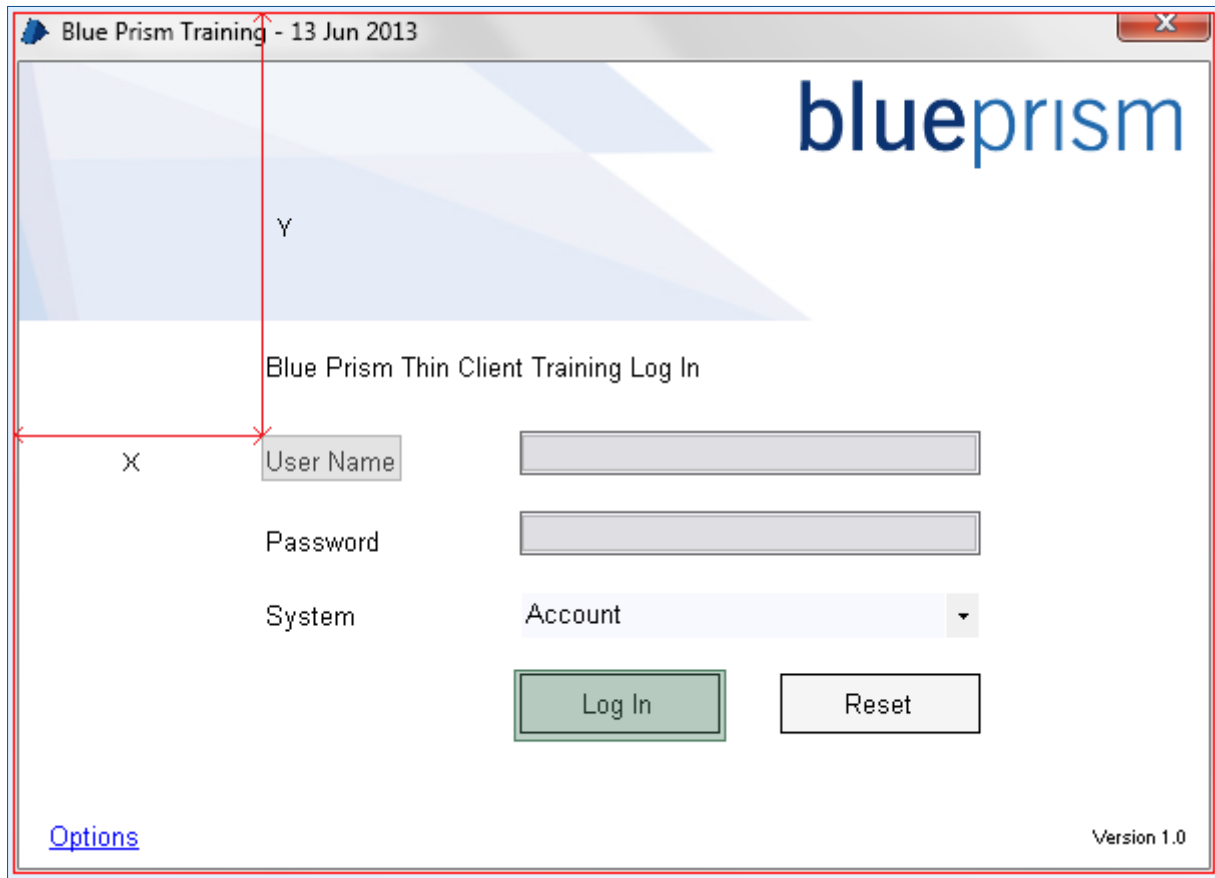 Blue Prism Training - 13 Jun 2013
X
blueprism
Y
Blue Prism Thin Client Training Log In
X
User Name
Password
System
Account
Log In
Reset
Options
Version 1.0